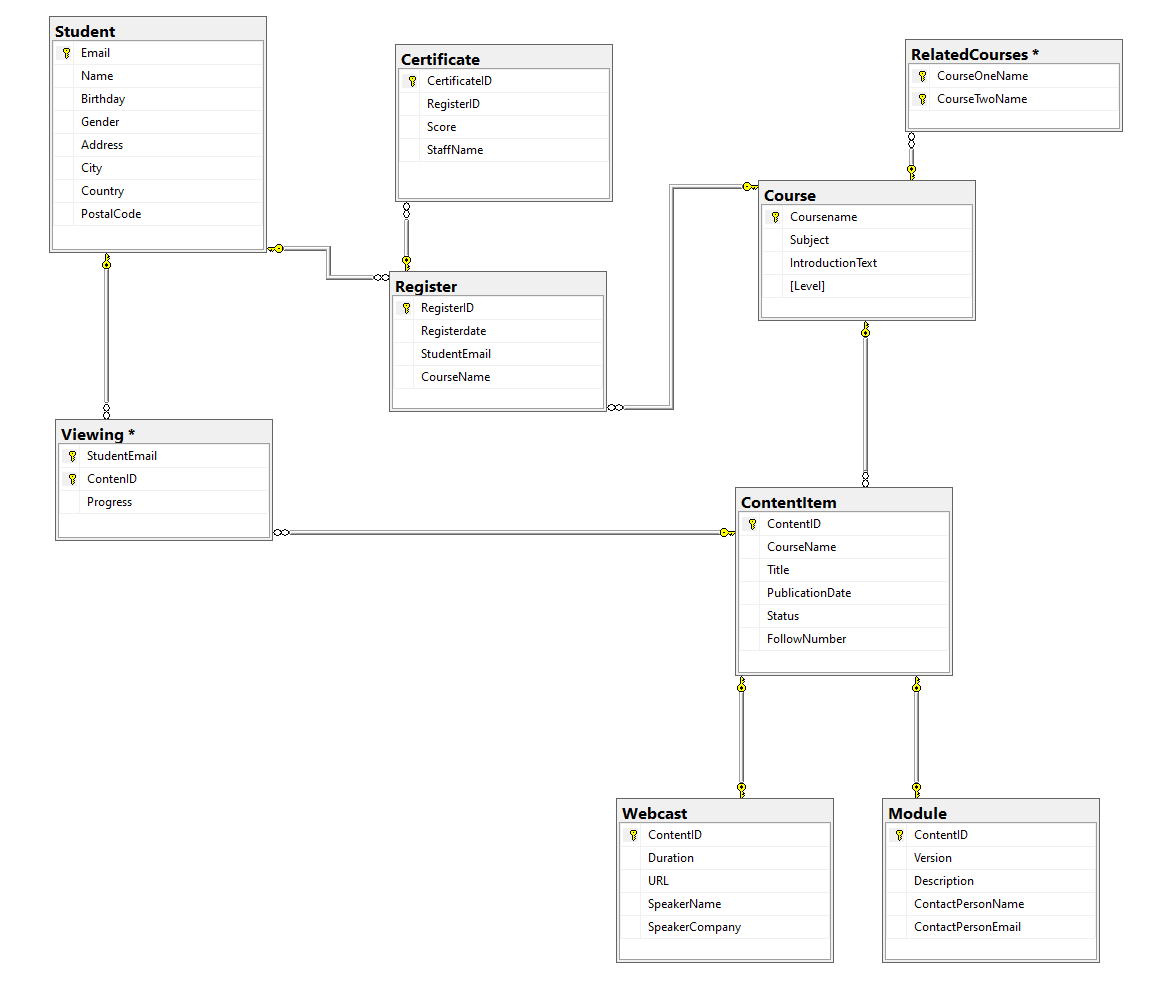 Student
Email
Name
Birthday
Gender
Address
City
Country
PostalCode
Certificate
CertificateID
RegisterID
Score
StaffName
RelatedCourses *
CourseOneName
CourseTwoName
Course
Coursename
Subject
IntroductionText
[Level]
Register
RegisterID
Registerdate
StudentEmail
CourseName
Viewing *
StudentEmail
ContenID
Progress
ContentItem
ContentID
CourseName
Title
PublicationDate
Status
FollowNumber
Webcast
ContentID
Duration
URL
SpeakerName
SpeakerCompany
Module
ContentID
Version
Description
ContactPersonName
ContactPersonEmail